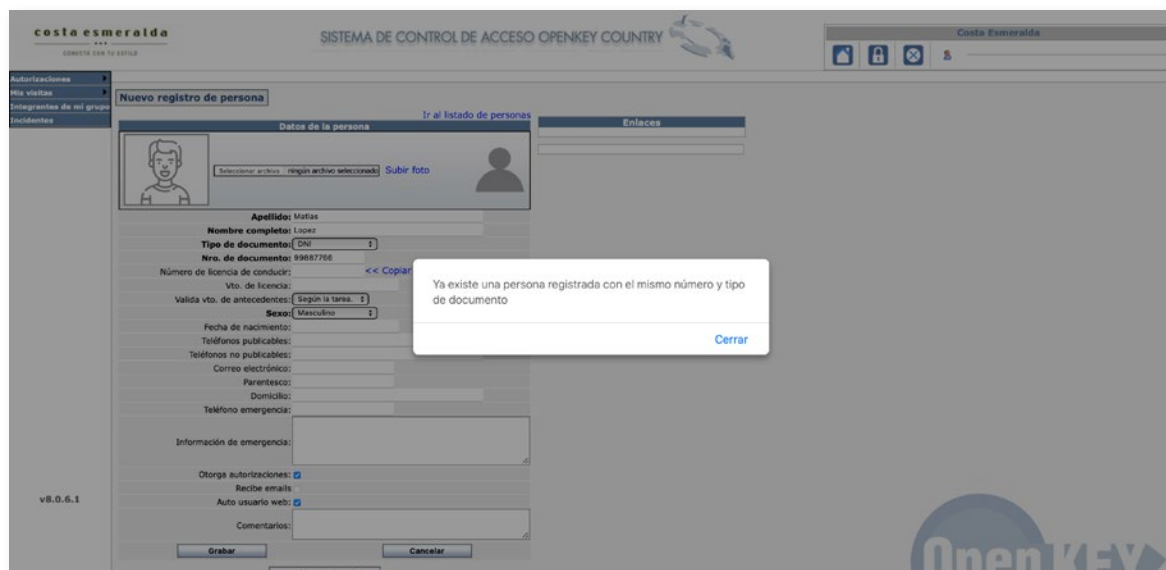 costa esmeralda
CONECTÁ CON TU ESTILO
SISTEMA DE CONTROL DE ACCESO OPENKEY COUNTRY
Costa Esmeralda
Autorizaciones
Mis visitas
Integrantes de mi grupo
Incidentes
Nuevo registro de persona
Ir al listado de personas
Datos de la persona
Enlaces
Seleccionar archivo ningún archivo seleccionado Subir foto
Apellido: Matias
Nombre completo: Lopez
Tipo de documento: DNI
Nro. de documento: 99887766
Número de licencia de conducir: << Copiar
Vto. de licencia:
Valida vto. de antecedentes: Según la tarea.
Sexo: Masculino
Fecha de nacimiento:
Teléfonos publicables:
Teléfonos no publicables:
Correo electrónico:
Parentesco:
Domicilio:
Teléfono emergencia:
Información de emergencia:
Otorga autorizaciones:
Recibe emails
Auto usuario web:
Comentarios:
Grabar Cancelar
Ya existe una persona registrada con el mismo número y tipo
de documento
Cerrar
v8.0.6.1
Open KEY